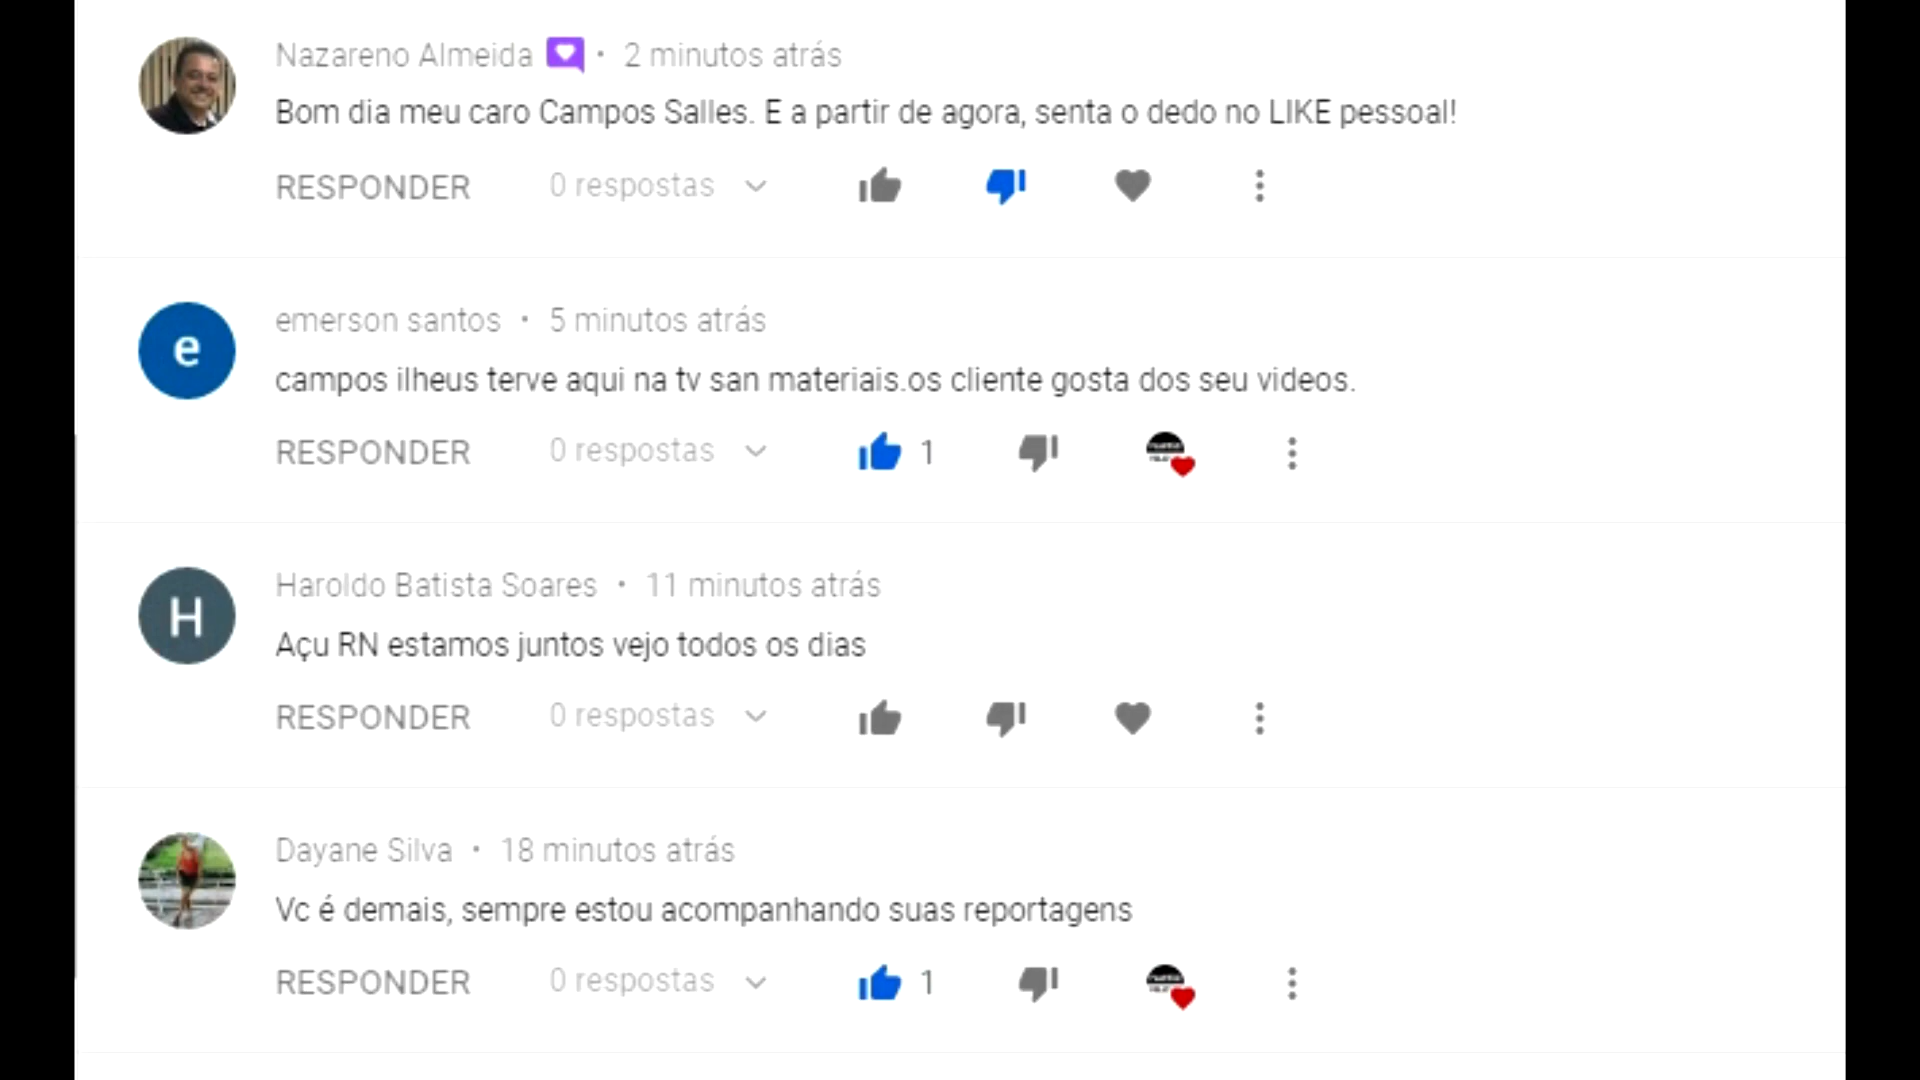 Nazareno Almeida • 2 minutos atrás
Bom dia meu caro Campos Salles. E a partir de agora, senta o dedo no LIKE pessoal!
RESPONDER 0 respostas
e
emerson santos • 5 minutos atrás
campos ilheus terve aqui na tv san materiais.os cliente gosta dos seu videos.
RESPONDER 0 respostas 1
H
Haroldo Batista Soares • 11 minutos atrás
Açu RN estamos juntos vejo todos os dias
RESPONDER 0 respostas
Dayane Silva • 18 minutos atrás
Vc é demais, sempre estou acompanhando suas reportagens
RESPONDER 0 respostas 1